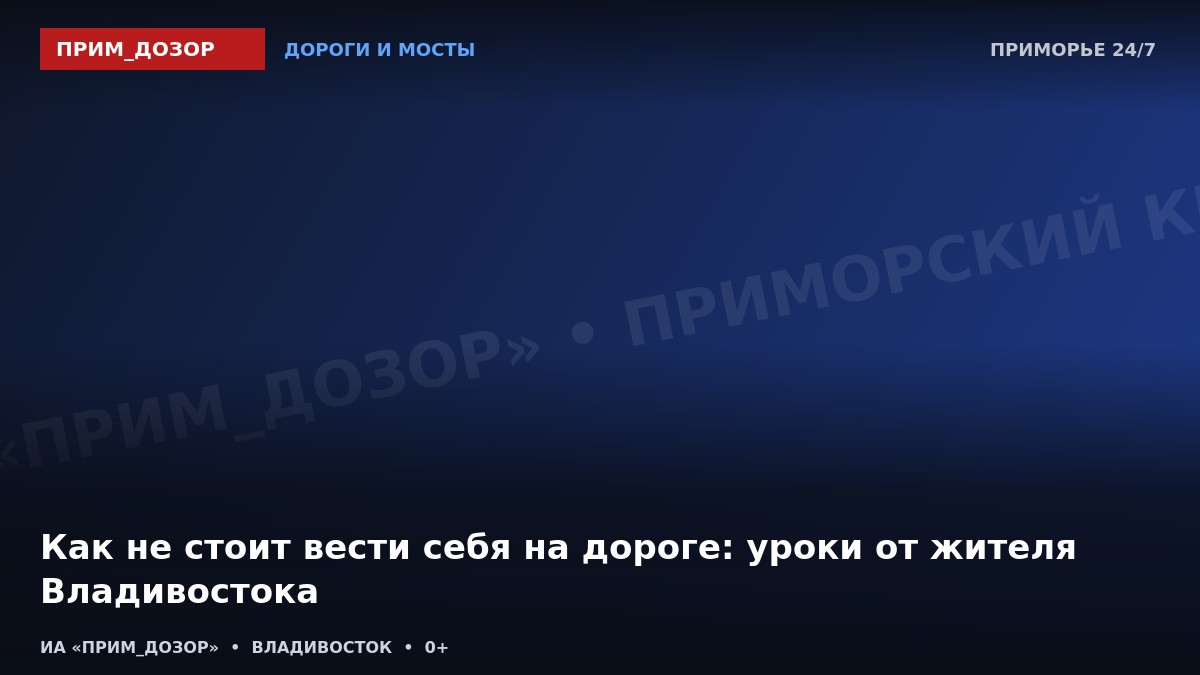 ПРИМ_ДОЗОР
ДОРОГИ И МОСТЫ
ПРИМОРЬЕ 24/7
«ПРИМ_ДОЗОР» • ПРИМОРСКИЙ
Как не стоит вести себя на дороге: уроки от жителя
Владивостока
ИА «ПРИМ_ДОЗОР» • ВЛАДИВОСТОК • 0+